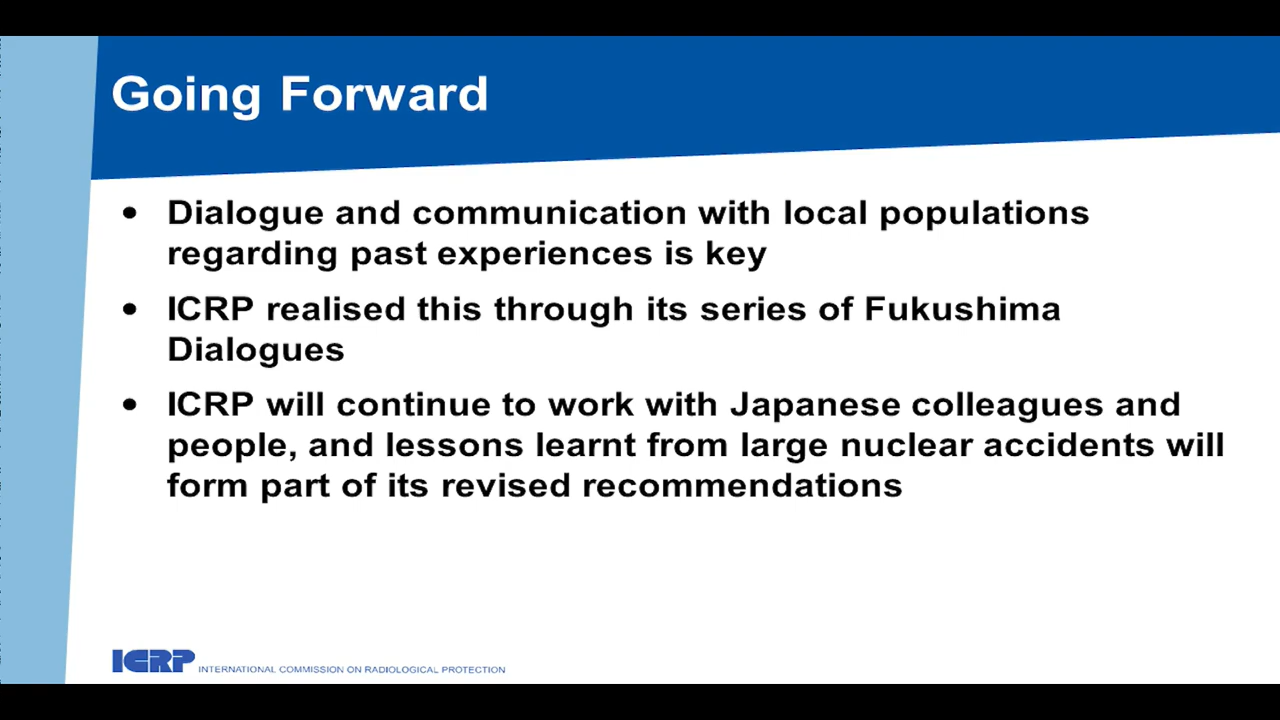 Going Forward
• Dialogue and communication with local populations
regarding past experiences is key
• ICRP realised this through its series of Fukushima
Dialogues
• ICRP will continue to work with Japanese colleagues and
people, and lessons learnt from large nuclear accidents will
form part of its revised recommendations
ICRP INTERNATIONAL COMMISSION ON RADIOLOGICAL PROTECTION